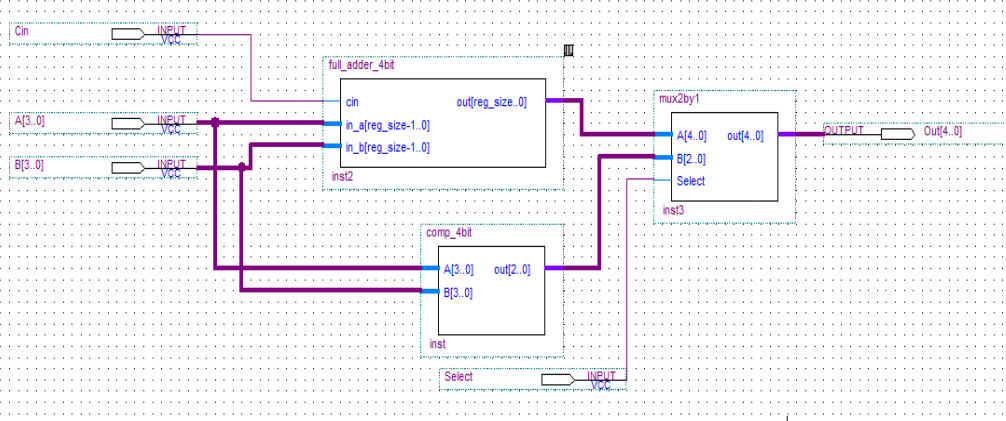 Cin INPUT
VCC
full_adder_4bit
cin out[reg_size..0]
A[3..0] INPUT
VCC
in_a[reg_size-1..0]
in_b[reg_size-1..0]
B[3..0] INPUT
VCC
inst2
mux2by1
A[4..0] out[4..0]
B[2..0]
Select
inst3
OUTPUT Out[4..0]
comp_4bit
A[3..0] out[2..0]
B[3..0]
inst
Select INPUT
VCC